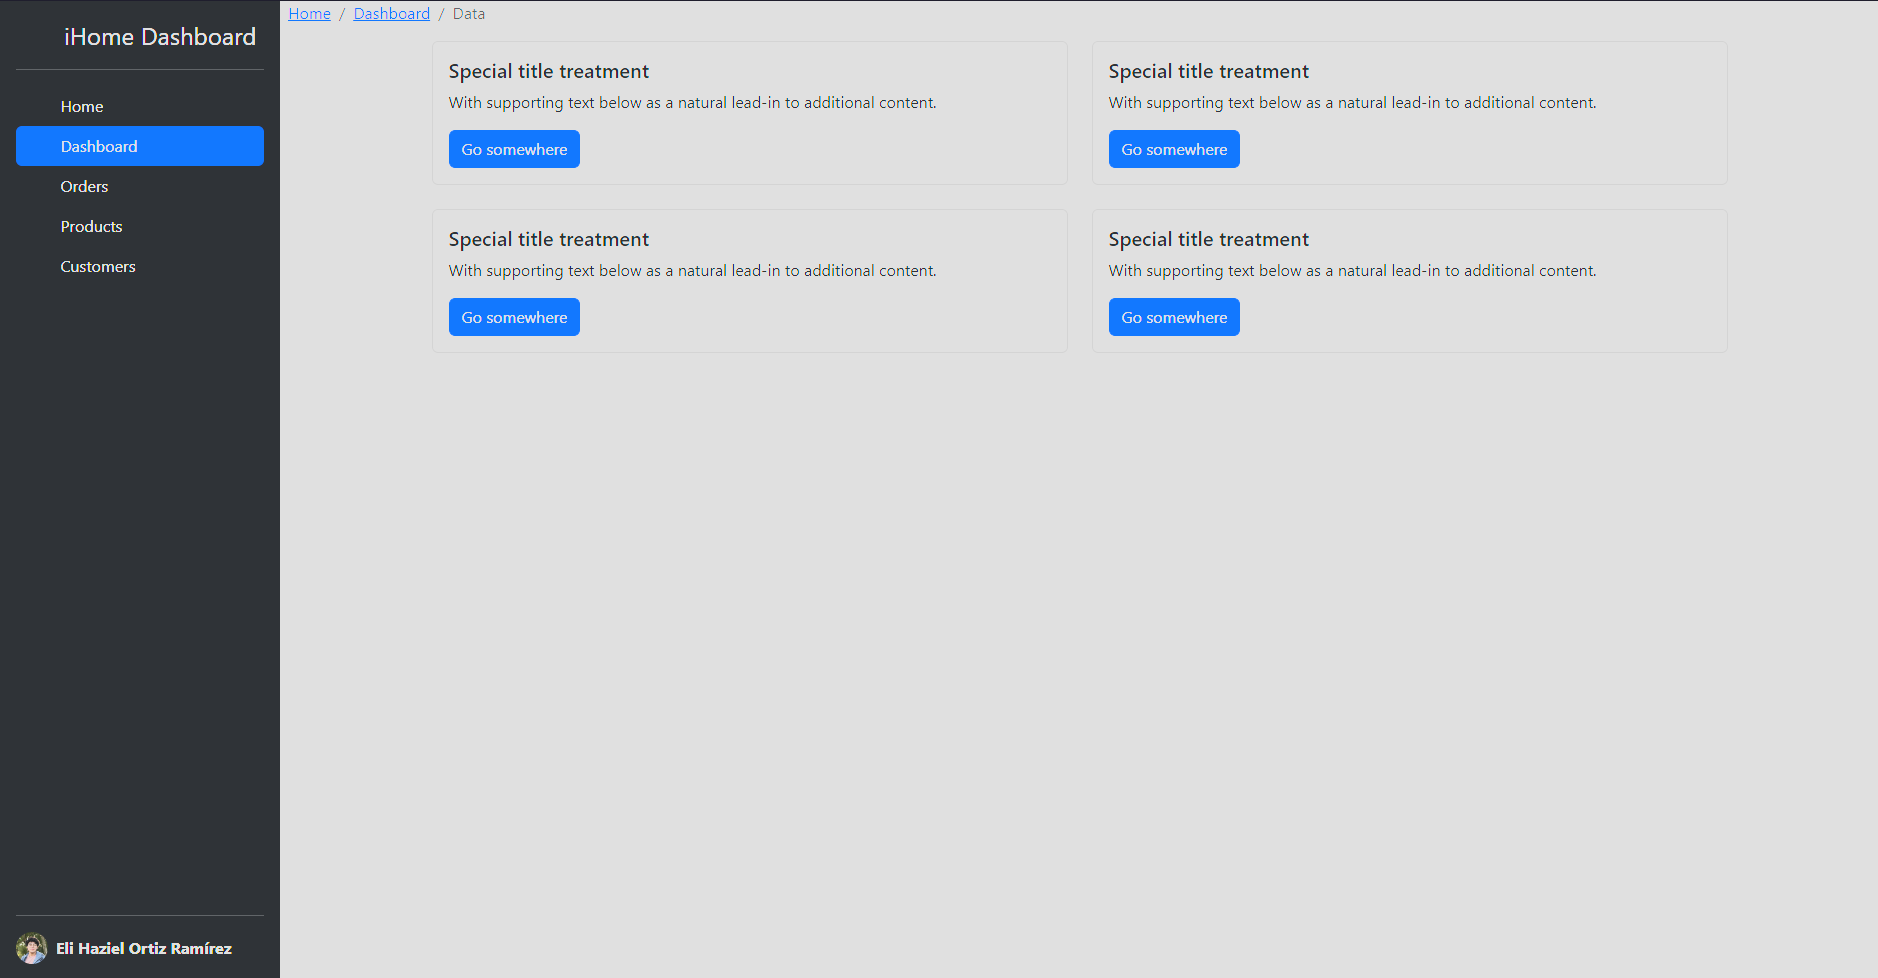 iHome Dashboard
Home
Dashboard
Orders
Products
Customers
Eli Haziel Ortiz Ramírez
Home / Dashboard / Data
Special title treatment
With supporting text below as a natural lead-in to additional content.
Go somewhere
Special title treatment
With supporting text below as a natural lead-in to additional content.
Go somewhere
Special title treatment
With supporting text below as a natural lead-in to additional content.
Go somewhere
Special title treatment
With supporting text below as a natural lead-in to additional content.
Go somewhere